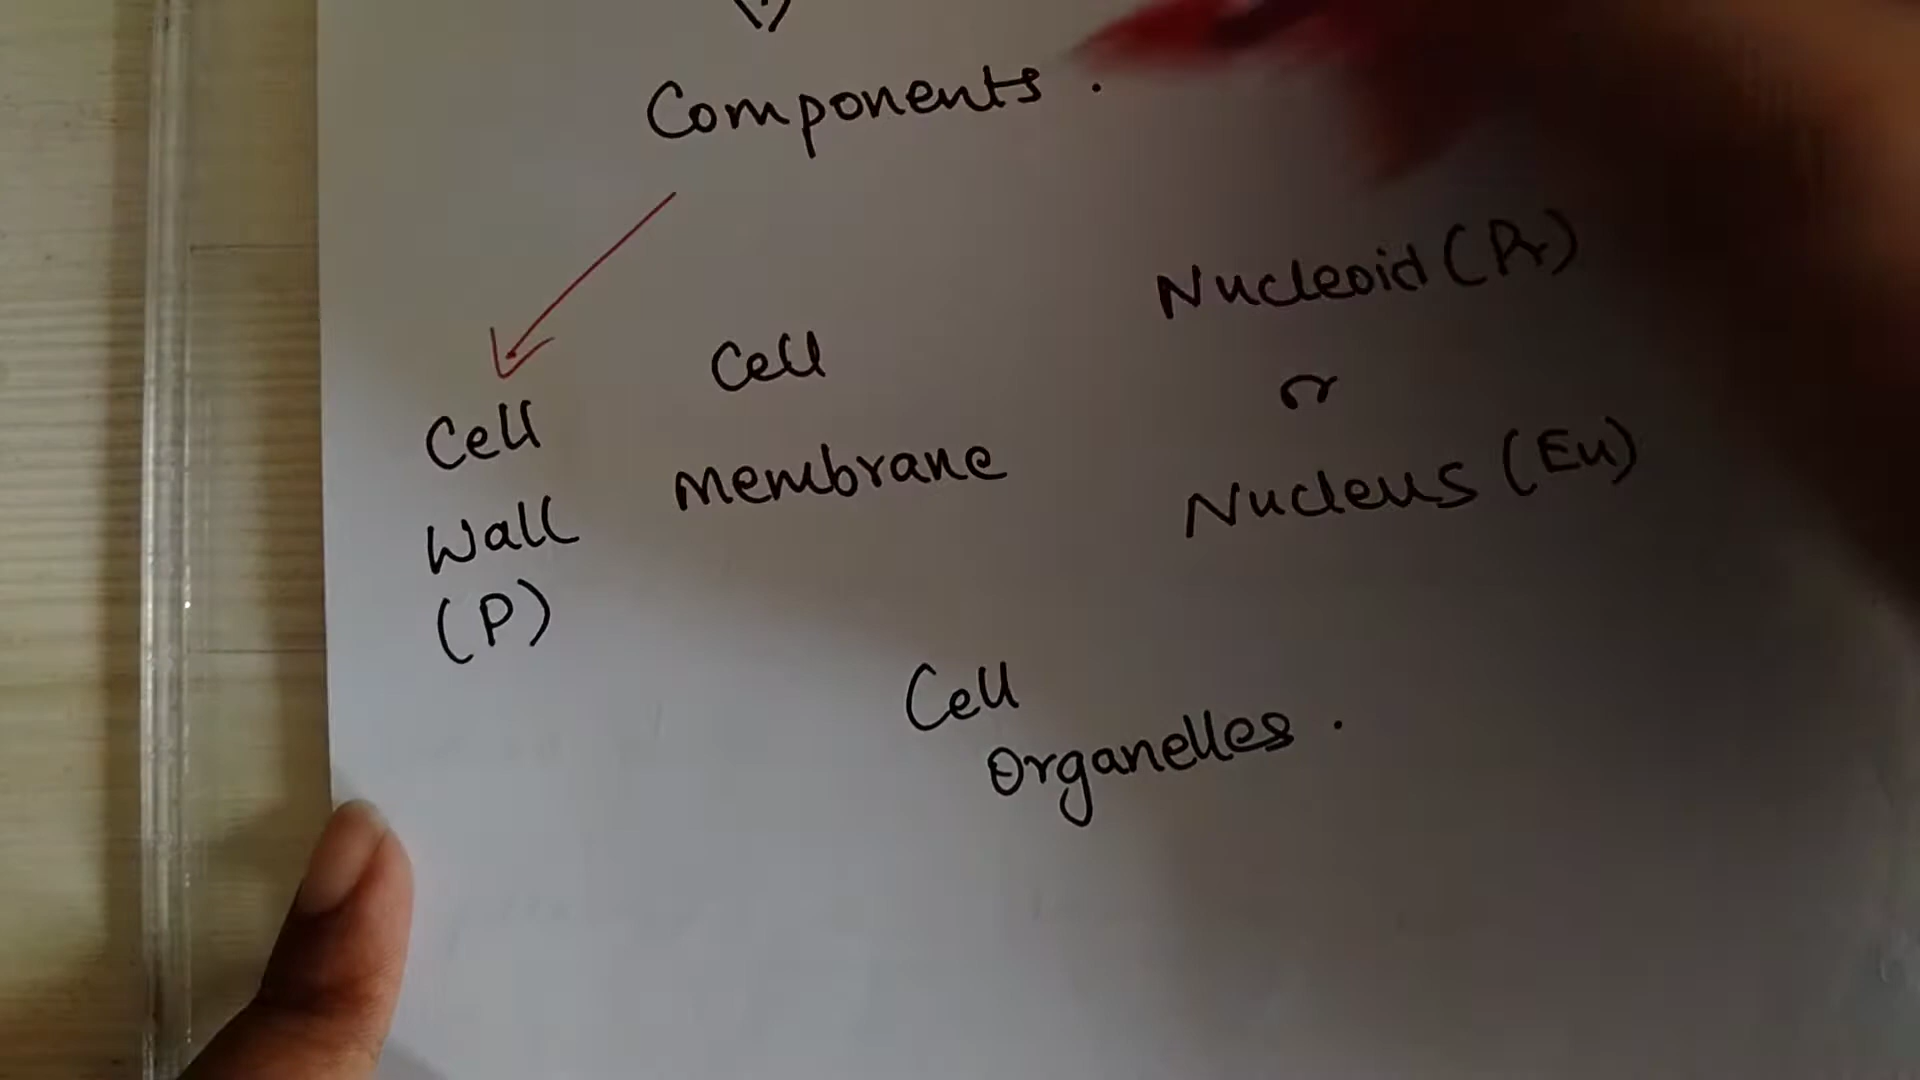 Components.
Cell
Wall
(P)
Cell
membrane
Nucleoid (Pr)
or
Nucleus (Eu)
Cell
Organelles.